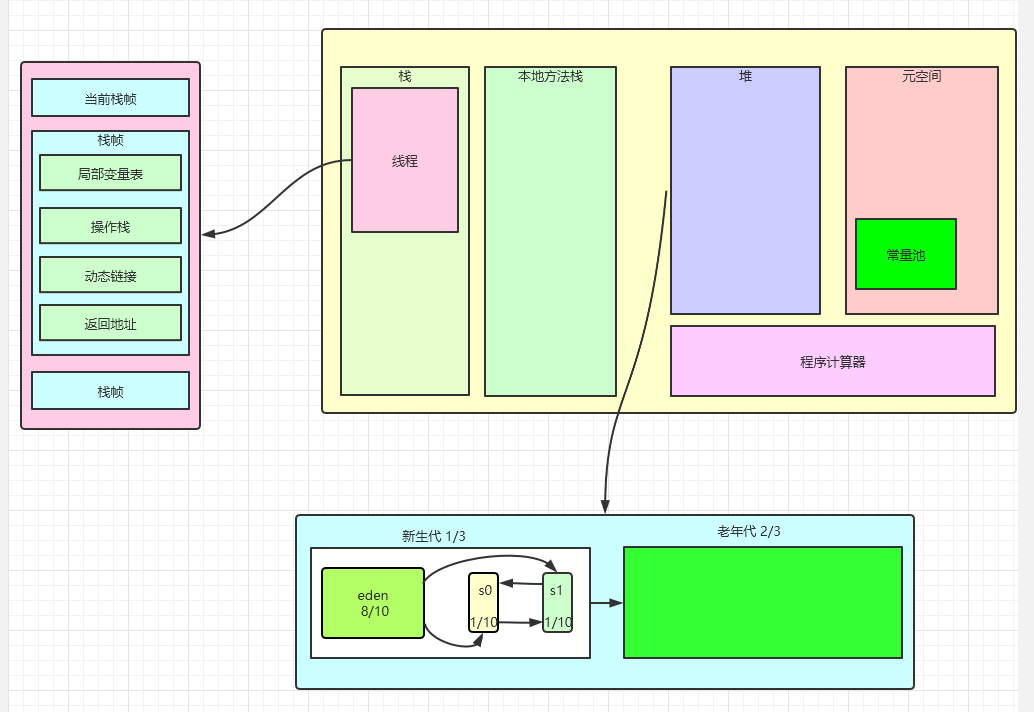 当前栈帧
栈帧
局部变量表
操作栈
动态链接
返回地址
栈帧
栈
线程
本地方法栈
堆
元空间
常量池
程序计算器
新生代 1/3
eden
8/10
s0
1/10
s1
1/10
老年代 2/3